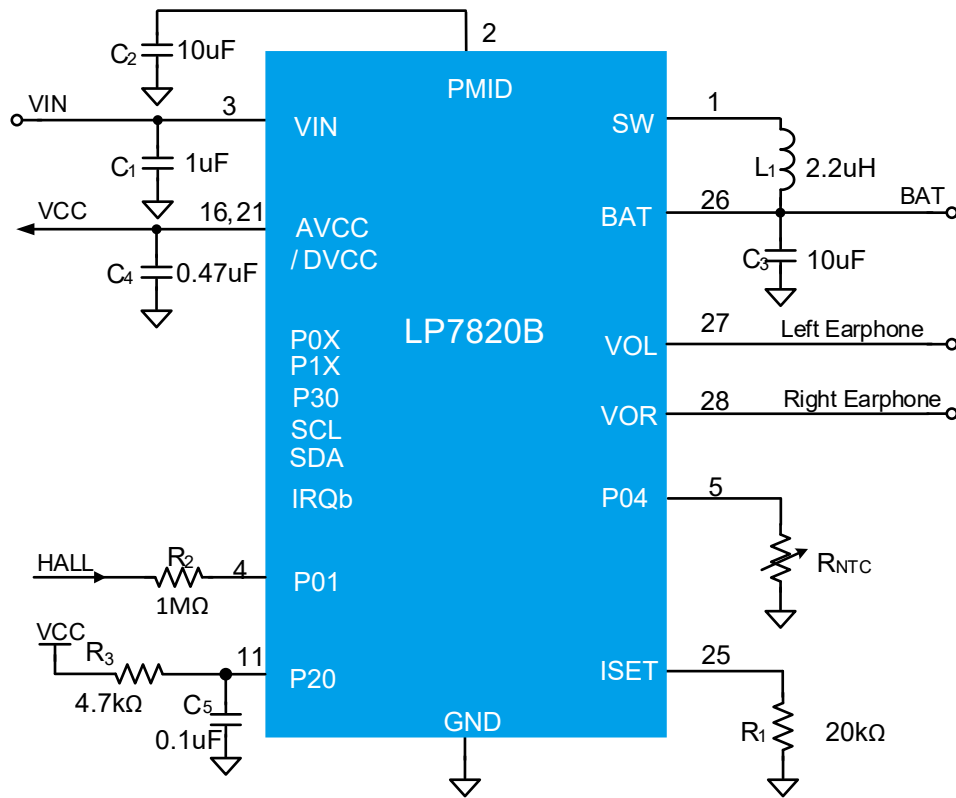 2
C2 10uF
PMID
VIN 3 VIN
SW 1
C1 1uF
L1 2.2uH
VCC 16,21 AVCC
/ DVCC
BAT 26 BAT
C4 0.47uF
C3 10uF
LP7820B
P0X
P1X
P30
SCL
SDA
IRQb
VOL 27 Left Earphone
VOR 28 Right Earphone
P04 5
RNTC
HALL R2 4 P01
1MΩ
VCC
R3 11 P20
4.7kΩ
C5
0.1uF
ISET 25
R1 20kΩ
GND